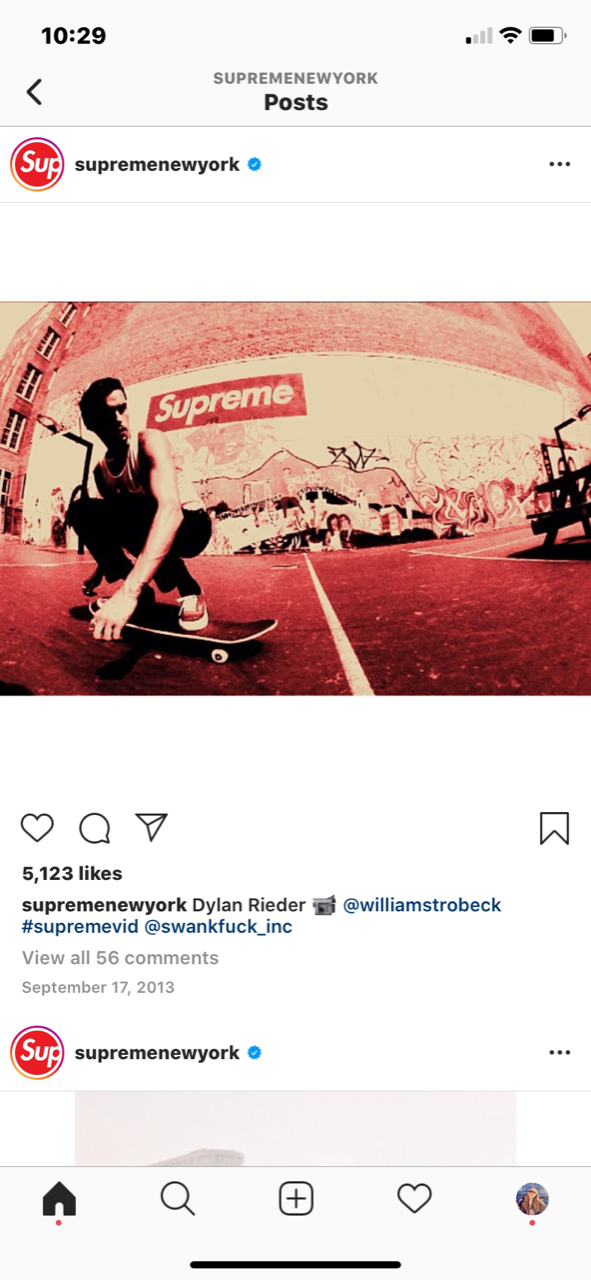 10:29
SUPREMENEWYORK
Posts
Sup
supremenewyork
Supreme
5,123 likes
supremenewyork Dylan Rieder 📹 @williamstrobeck
#supremevid @swankfuck_inc
View all 56 comments
September 17, 2013
Sup
supremenewyork